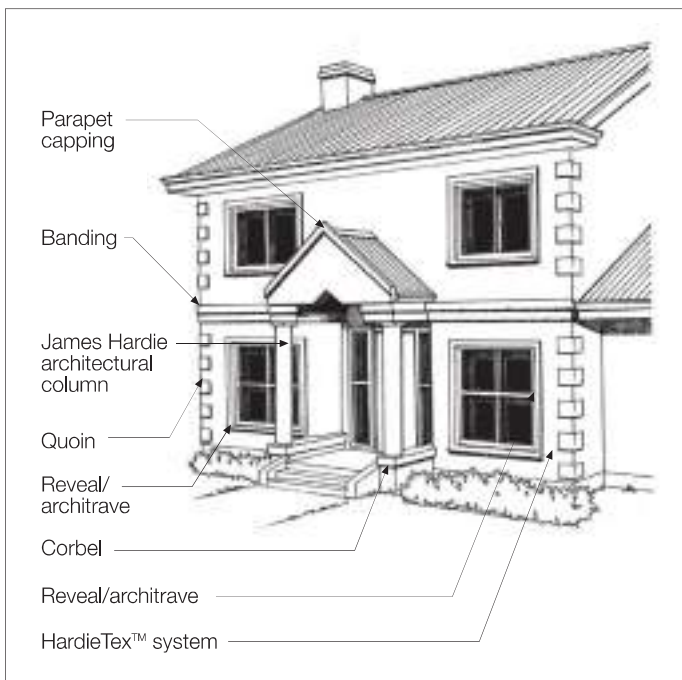 Parapet
capping
Banding
James Hardie
architectural
column
Quoin
Reveal/
architrave
Corbel
Reveal/architrave
HardieTex™ system